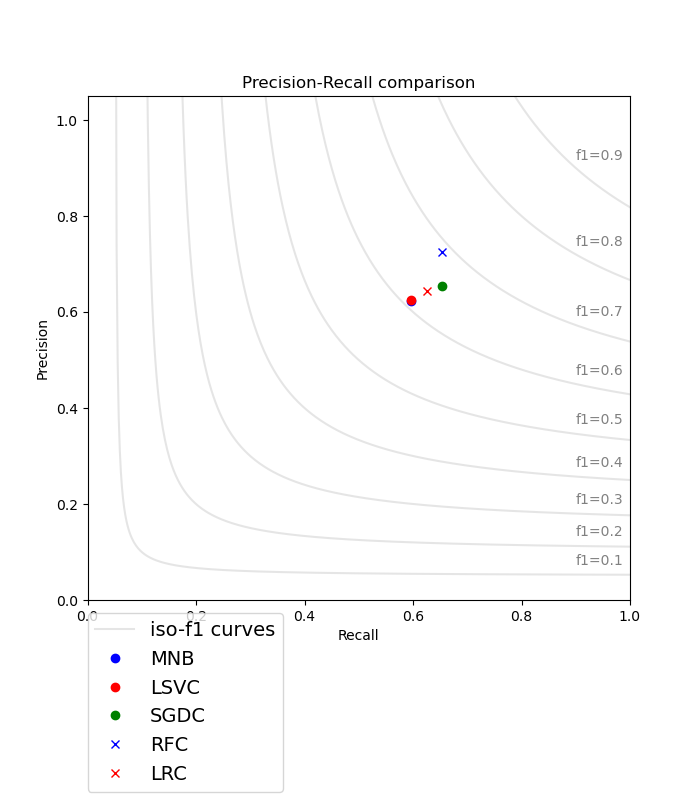 Precision-Recall comparison
1.0
0.8
0.6
0.4
0.2
0.0
Precision
f1=0.9
f1=0.8
f1=0.7
f1=0.6
f1=0.5
f1=0.4
f1=0.3
f1=0.2
f1=0.1
0.0 0.2 0.4 0.6 0.8 1.0
Recall
iso-f1 curves
MNB
LSVC
SGDC
RFC
LRC